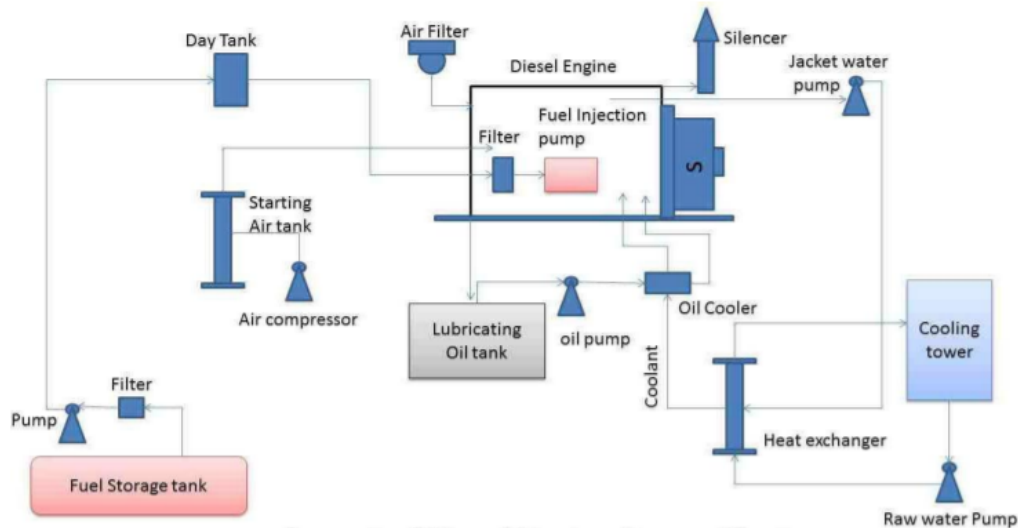 Day Tank
Air Filter
Silencer
Diesel Engine
Jacket water
pump
Fuel Injection
pump
Filter
S
Starting
Air tank
Air compressor
Lubricating
Oil tank
oil pump
Oil Cooler
Coolant
Cooling
tower
Heat exchanger
Filter
Pump
Fuel Storage tank
Raw water Pump